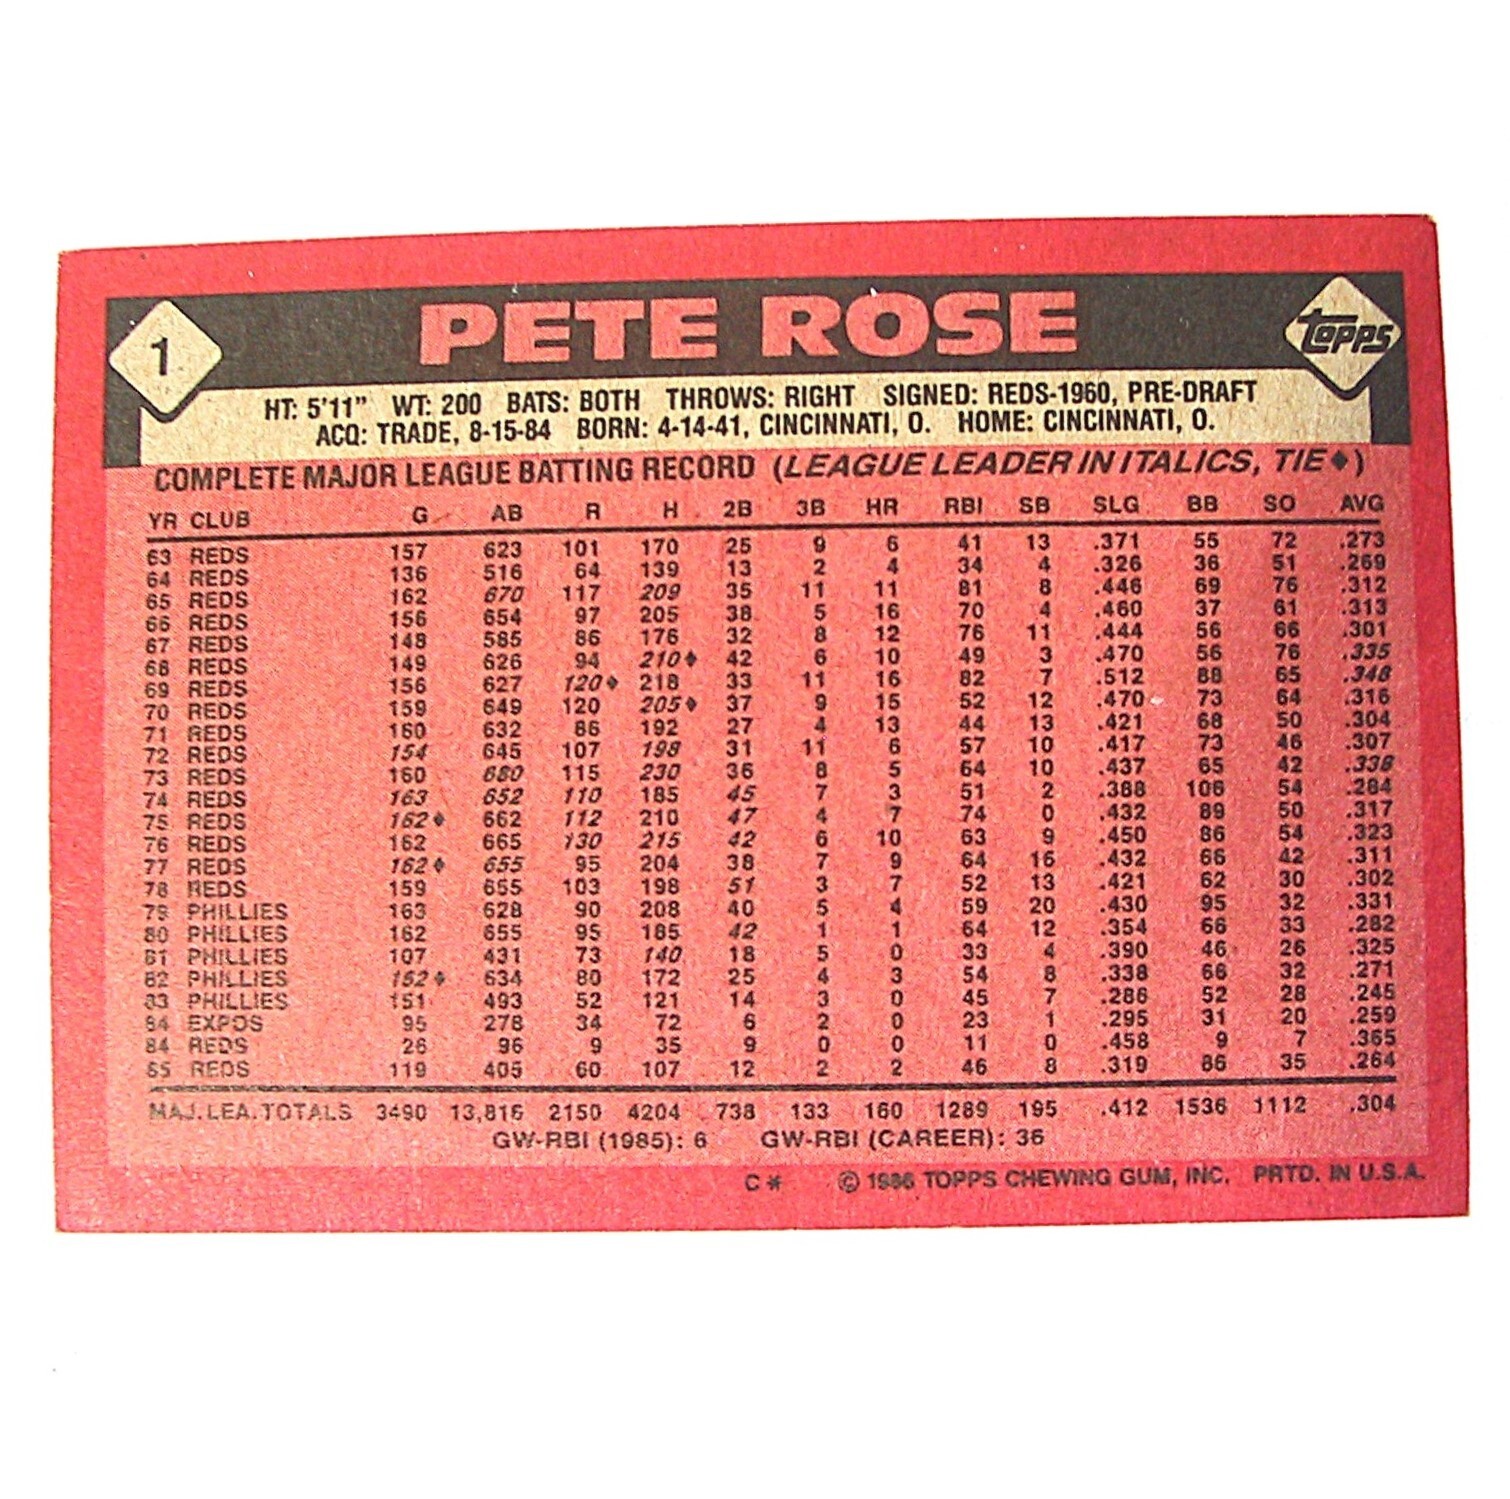 1
PETE ROSE
topps
HT: 5'11" WT: 200 BATS: BOTH THROWS: RIGHT SIGNED: REDS-1960, PRE-DRAFT
ACQ: TRADE, 8-15-84 BORN: 4-14-41, CINCINNATI, O. HOME: CINCINNATI, O.
COMPLETE MAJOR LEAGUE BATTING RECORD (LEAGUE LEADER IN ITALICS, TIE♦)
YR CLUB G AB R H 2B 3B HR RBI SB SLG BB SO AVG
63 REDS 157 623 101 170 25 9 6 41 13 .371 55 72 .273
64 REDS 136 516 64 139 13 2 4 34 4 .326 36 51 .269
65 REDS 162 670 117 209 35 11 11 81 8 .446 69 76 .312
66 REDS 156 654 97 205 38 5 16 70 4 .460 37 61 .313
67 REDS 148 585 86 176 32 8 12 76 11 .444 56 66 .301
68 REDS 149 626 94 210♦ 42 6 10 49 3 .470 56 76 .335
69 REDS 156 627 120♦ 218 33 11 16 82 7 .512 88 65 .348
70 REDS 159 649 120 205♦ 37 9 15 52 12 .470 73 64 .316
71 REDS 160 632 86 192 27 4 13 44 13 .421 68 50 .304
72 REDS 154 645 107 198 31 11 6 57 10 .417 73 46 .307
73 REDS 160 680 115 230 36 8 5 64 10 .437 65 42 .338
74 REDS 163 652 110 185 45 7 3 51 2 .388 106 54 .284
75 REDS 162♦ 662 112 210 47 4 7 74 0 .432 89 50 .317
76 REDS 162 665 130 215 42 6 10 63 9 .450 86 54 .323
77 REDS 162♦ 655 95 204 38 7 9 64 16 .432 66 42 .311
78 REDS 159 655 103 198 51 3 7 52 13 .421 62 30 .302
79 PHILLIES 163 628 90 208 40 5 4 59 20 .430 95 32 .331
80 PHILLIES 162 655 95 185 42 1 1 64 12 .354 66 33 .282
81 PHILLIES 107 431 73 140 18 5 0 33 4 .390 46 26 .325
82 PHILLIES 162♦ 634 80 172 25 4 3 54 8 .338 66 32 .271
83 PHILLIES 151 493 52 121 14 3 0 45 7 .286 52 28 .245
84 EXPOS 95 278 34 72 6 2 0 23 1 .295 31 20 .259
84 REDS 26 96 9 35 9 0 0 11 0 .458 9 7 .365
85 REDS 119 405 60 107 12 2 2 46 8 .319 86 35 .264
MAJ. LEA. TOTALS 3490 13,816 2150 4204 738 133 160 1289 195 .412 1536 1112 .304
GW-RBI (1985): 6 GW-RBI (CAREER): 36
C* © 1986 TOPPS CHEWING GUM, INC. PRTD. IN U.S.A.